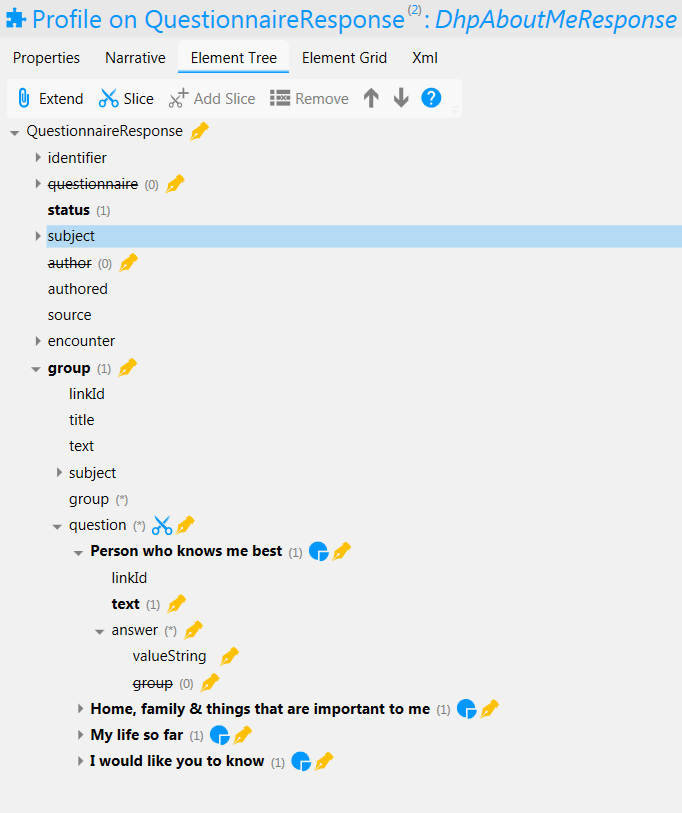 Profile on QuestionnaireResponse (2) : DhpAboutMeResponse
Properties Narrative Element Tree Element Grid Xml
Extend Slice Add Slice Remove ?
QuestionnaireResponse
identifier
questionnaire (0)
status (1)
subject
author (0)
authored
source
encounter
group (1)
linkId
title
text
subject
group (*)
question (*)
Person who knows me best (1)
linkId
text (1)
answer (*)
valueString
group (0)
Home, family & things that are important to me (1)
My life so far (1)
I would like you to know (1)